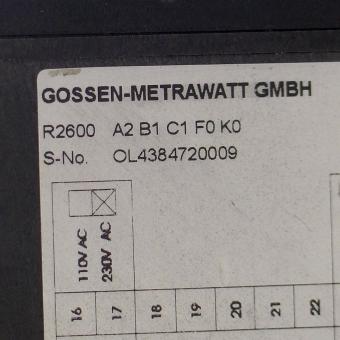 GOSSEN-METRAWATT GMBH
R2600 A2 B1 C1 F0 K0
S-No. OL4384720009
110V AC
230V AC
16 17 18 19 20 21 22